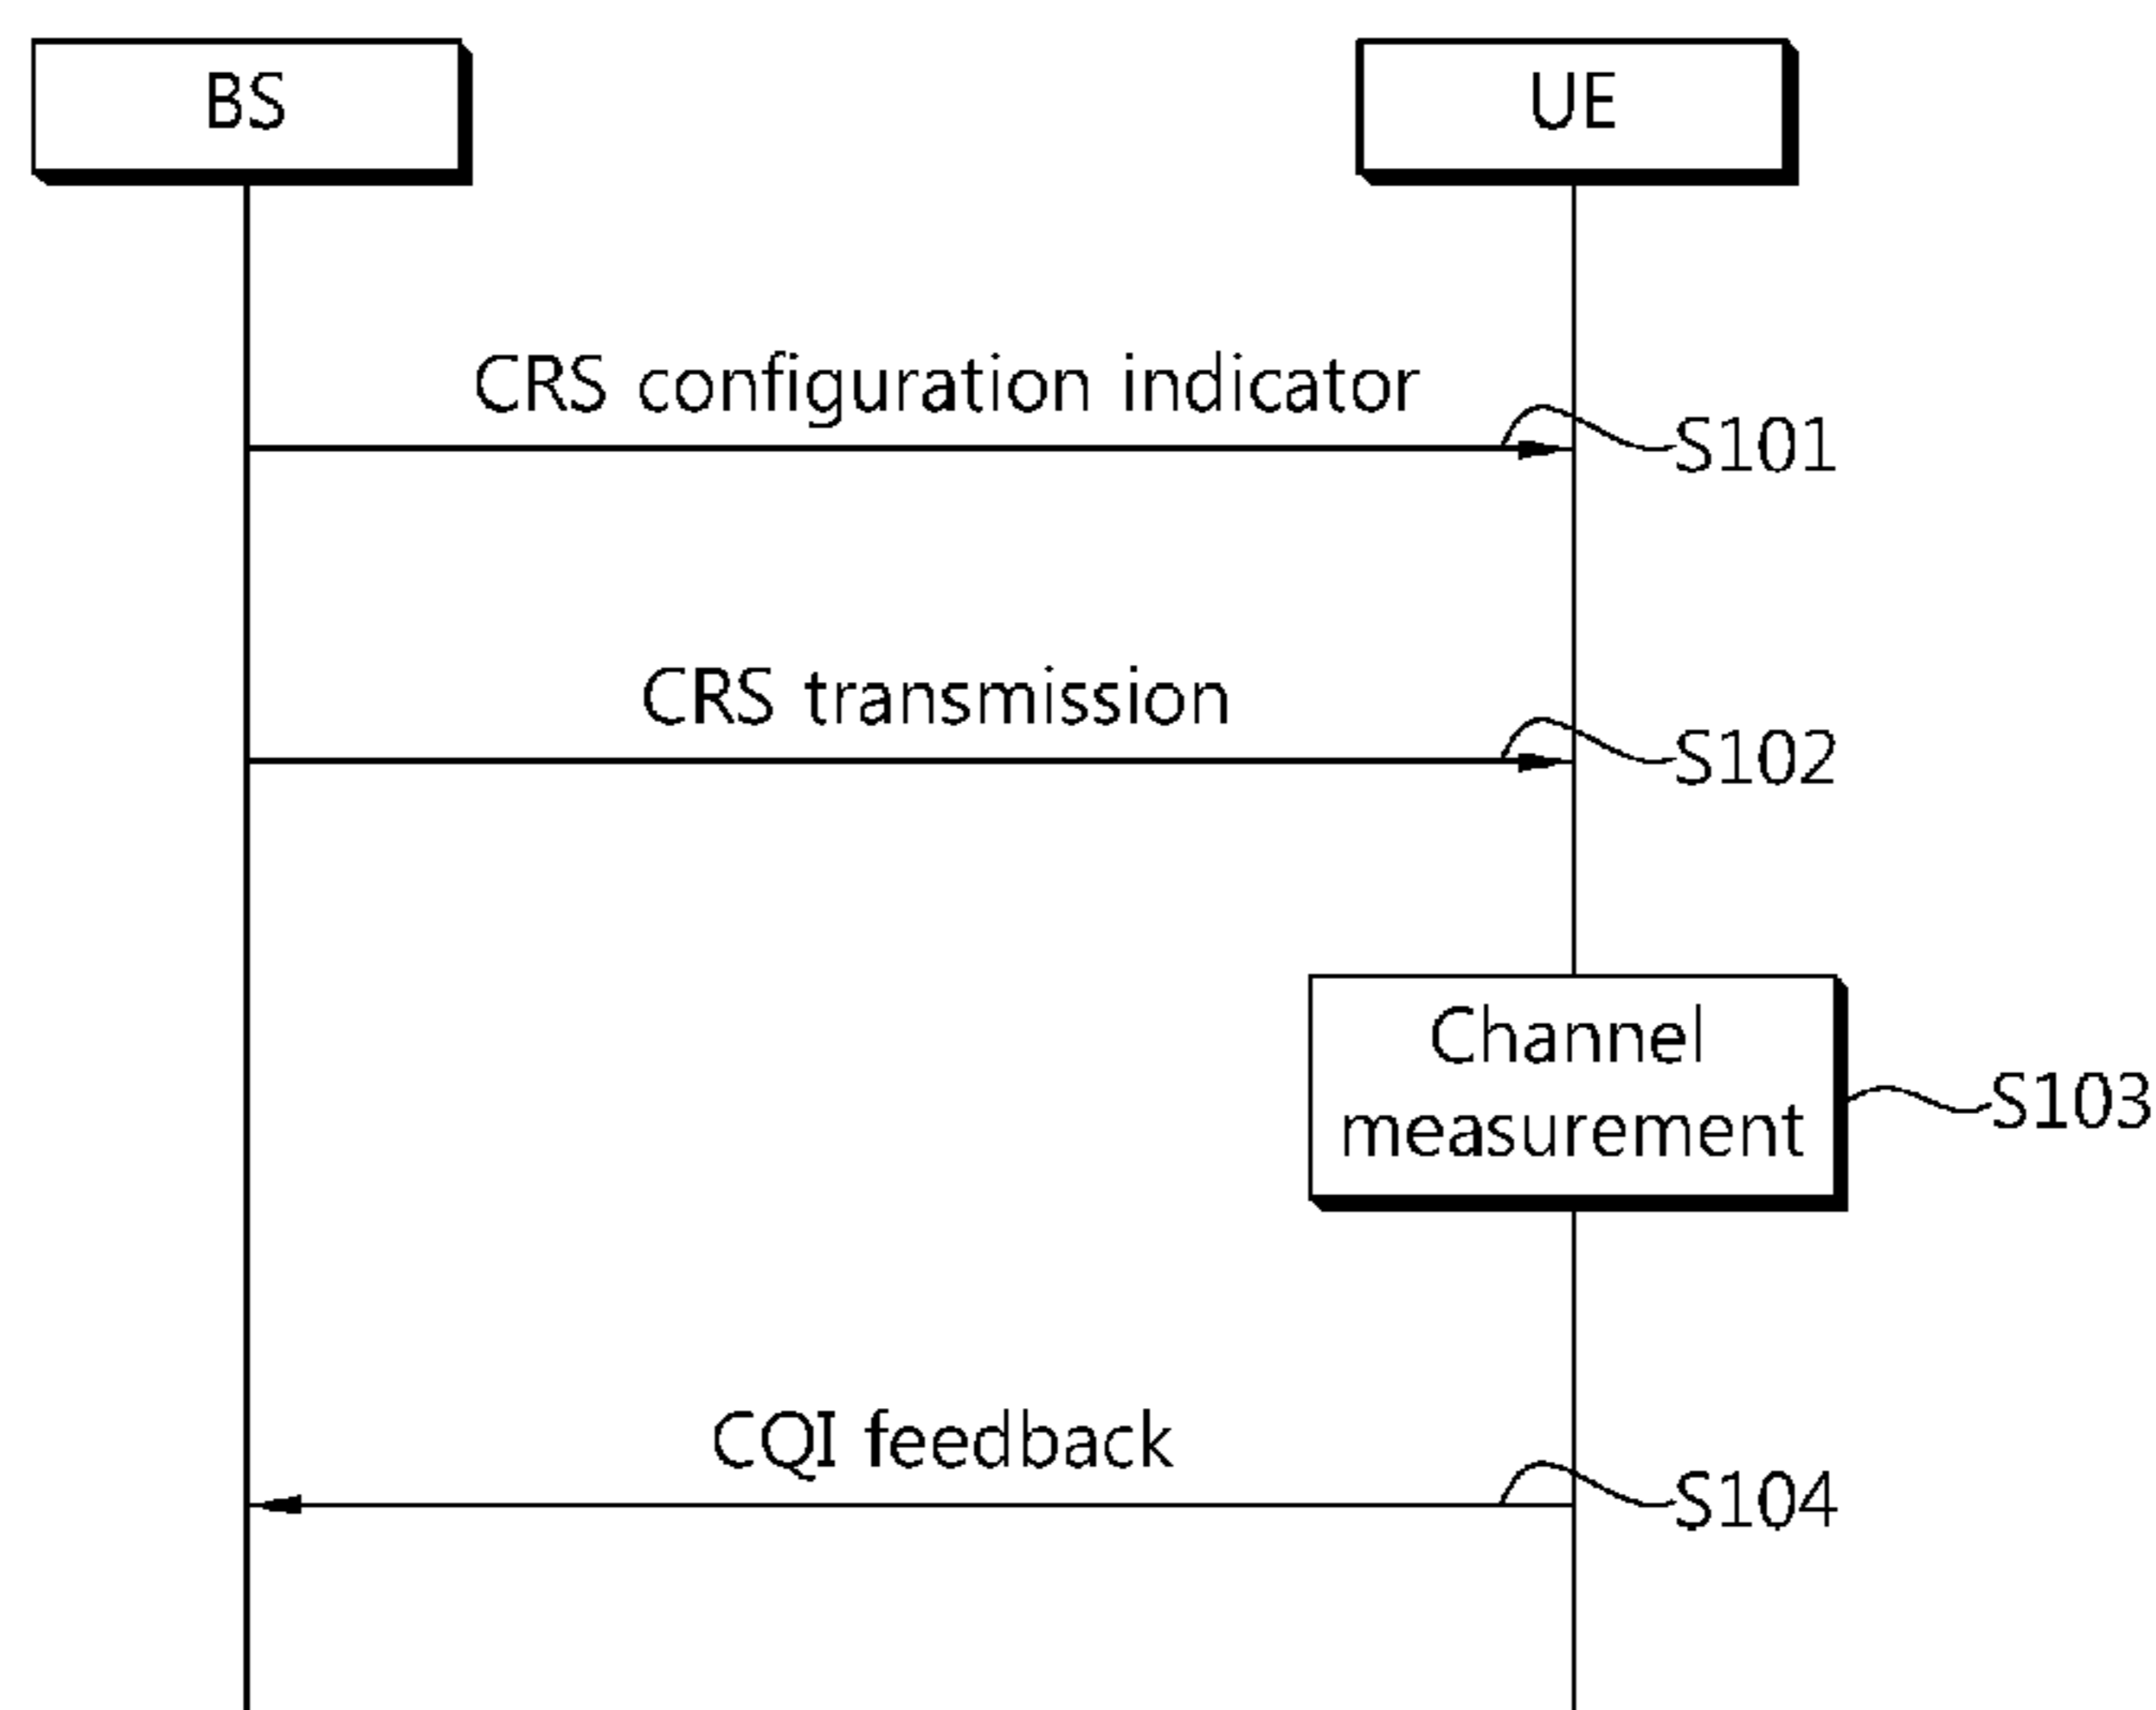 BS
UE
CRS configuration indicator
S101
CRS transmission
S102
Channel
measurement
S103
CQI feedback
S104